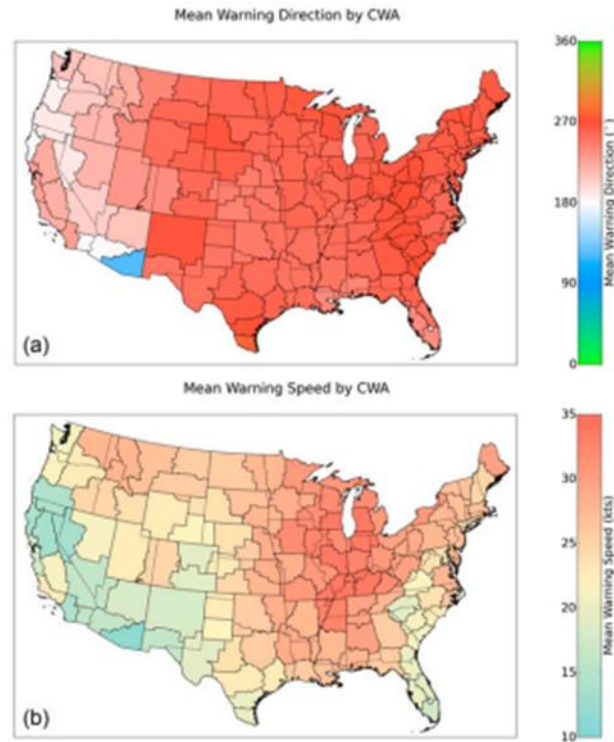 Mean Warning Direction by CWA
360
270
180
90
0
Mean Warning Direction (°)
(a)
Mean Warning Speed by CWA
35
30
25
20
15
10
Mean Warning Speed (kts)
(b)